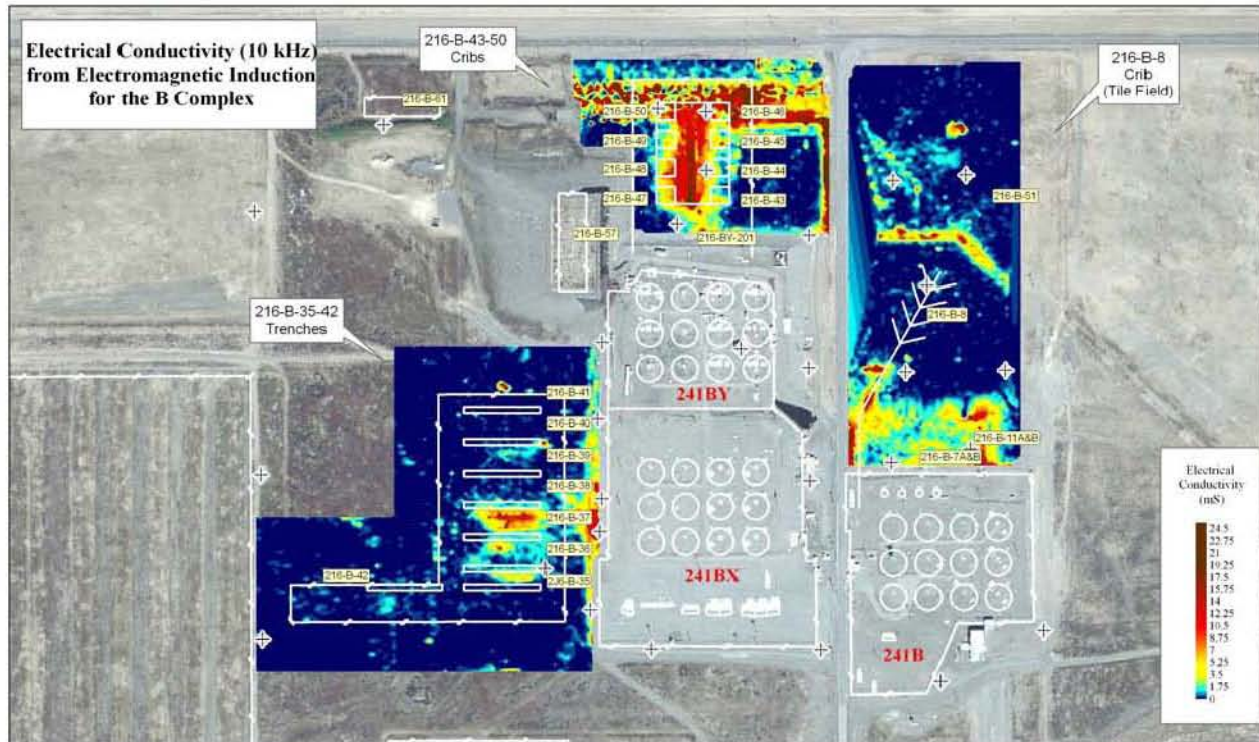 Electrical Conductivity (10 kHz)
from Electromagnetic Induction
for the B Complex
216-B-43-50
Cribs
216-B-8
Crib
(Tile Field)
216-B-61
216-B-50
216-B-46
216-B-49
216-B-45
216-B-48
216-B-44
216-B-47
216-B-43
216-B-51
216-B-57
216-BY-201
216-B-35-42
Trenches
216-B-8
241BY
216-B-41
216-B-40
216-B-39
216-B-38
216-B-37
216-B-36
216-B-35
216-B-42
216-B-11A&B
216-B-7A&B
241BX
241B
Electrical
Conductivity
(mS)
24.5
22.75
21
19.25
17.5
15.75
14
12.25
10.5
8.75
7
5.25
3.5
1.75
0